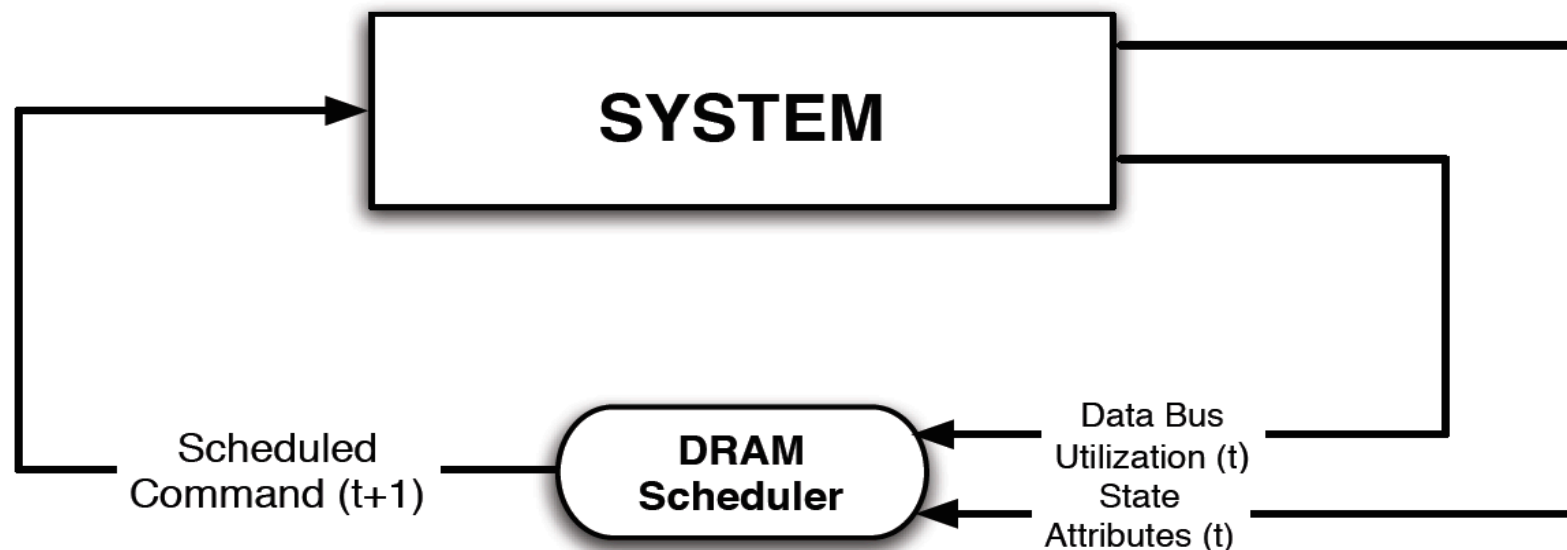 SYSTEM
Scheduled
Command (t+1)
DRAM
Scheduler
Data Bus
Utilization (t)
State
Attributes (t)